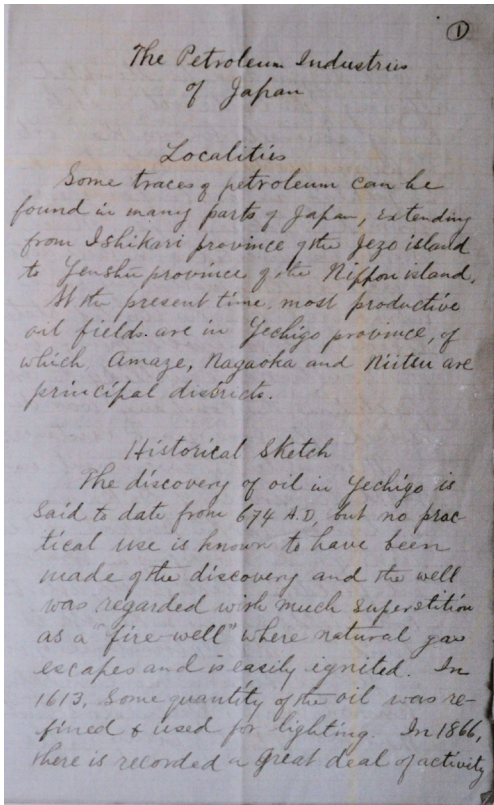 1
The Petroleum Industries
of Japan
Localities
Some traces of petroleum can be
found in many parts of Japan, extending
from Ishikari province of the Jezo island
to Yenshu province of the Nippon island.
At the present time, most productive
oil fields are in Yechigo province, of
which, Amaze, Nagaoka and Niitsu are
principal districts.
Historical Sketch
The discovery of oil in Yechigo is
said to date from 674 A.D, but no prac-
tical use is known to have been
made of the discovery and the well
was regarded with much superstition
as a "fire-well" where natural gas
escapes and is easily ignited. In
1613, some quantity of the oil was re-
fined & used for lighting. In 1866,
there is recorded a great deal of activity